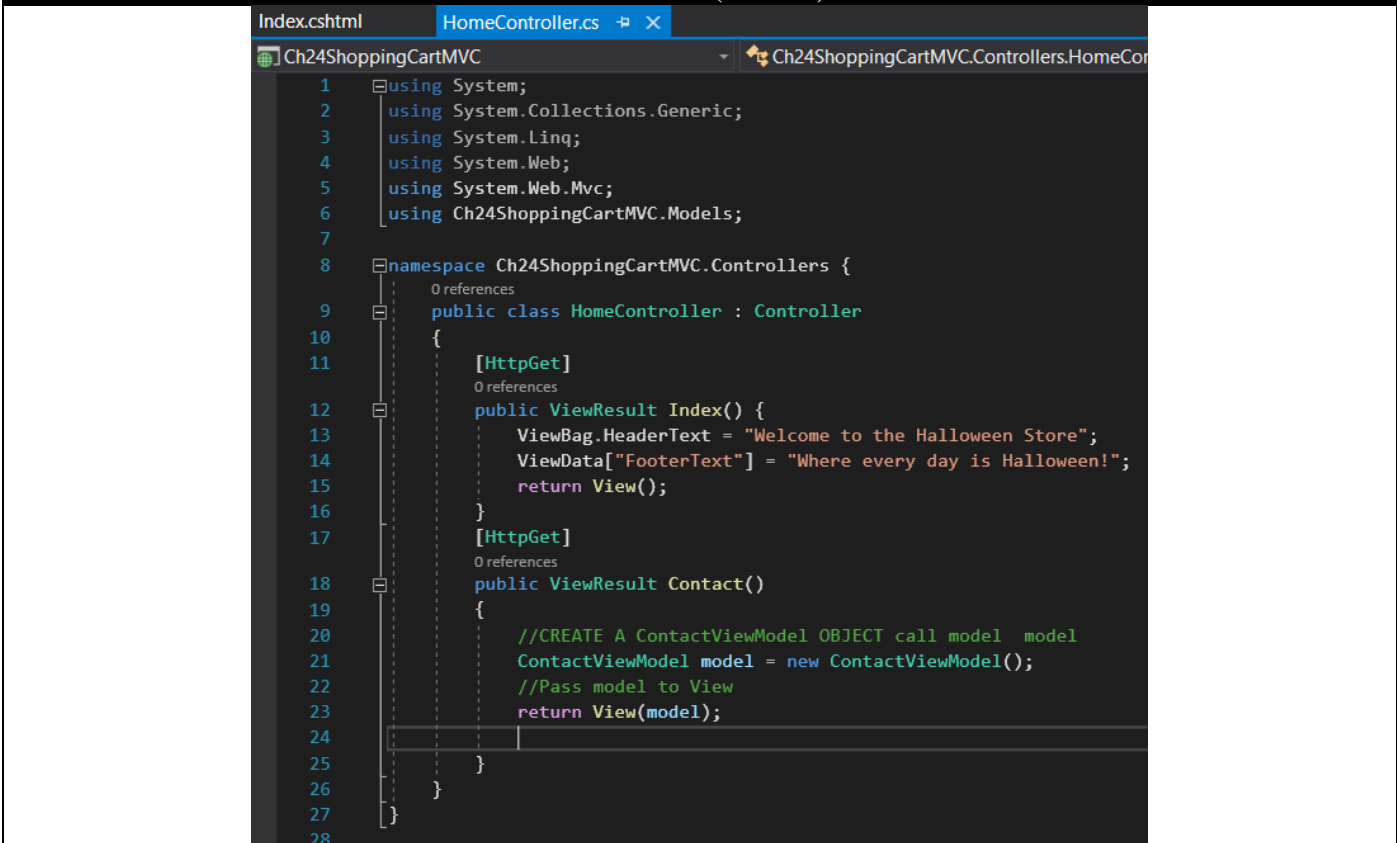 Index.cshtml HomeController.cs
Ch24ShoppingCartMVC Ch24ShoppingCartMVC.Controllers.HomeCor
1 using System;
2 using System.Collections.Generic;
3 using System.Linq;
4 using System.Web;
5 using System.Web.Mvc;
6 using Ch24ShoppingCartMVC.Models;
7
8 namespace Ch24ShoppingCartMVC.Controllers {
0 references
9 public class HomeController : Controller
10 {
11 [HttpGet]
0 references
12 public ViewResult Index() {
13 ViewBag.HeaderText = "Welcome to the Halloween Store";
14 ViewData["FooterText"] = "Where every day is Halloween!";
15 return View();
16 }
17 [HttpGet]
0 references
18 public ViewResult Contact()
19 {
20 //CREATE A ContactViewModel OBJECT call model  model
21 ContactViewModel model = new ContactViewModel();
22 //Pass model to View
23 return View(model);
24
25 }
26 }
27 }
28